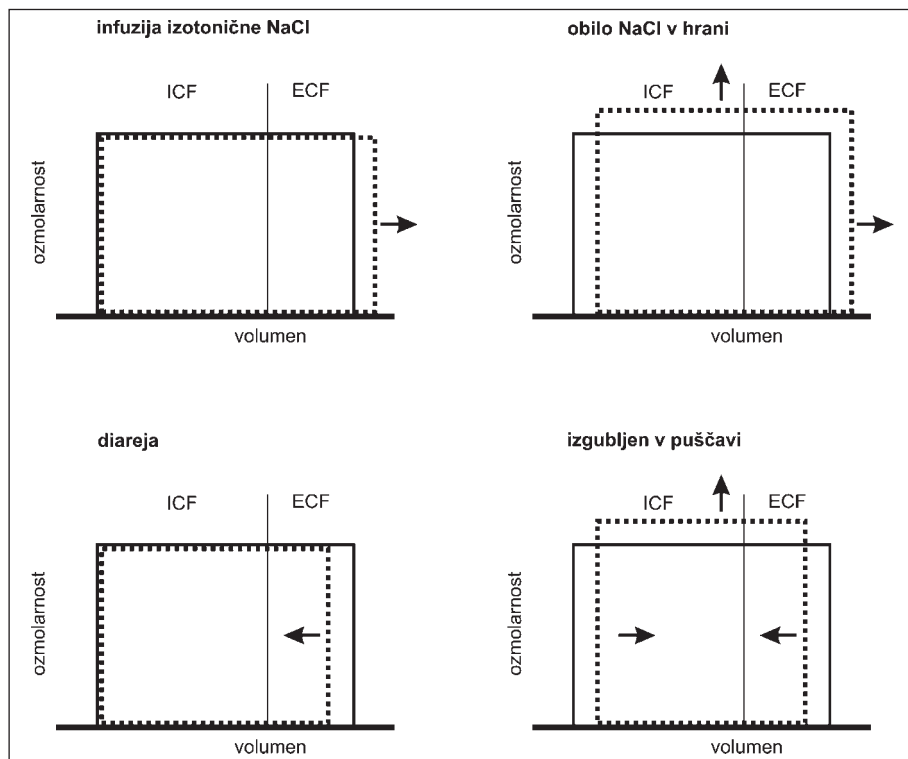 infuzija izotonične NaCl
ICF ECF
ozmolarnost
volumen
obilo NaCl v hrani
ICF ECF
ozmolarnost
volumen
diareja
ICF ECF
ozmolarnost
volumen
izgubljen v puščavi
ICF ECF
ozmolarnost
volumen